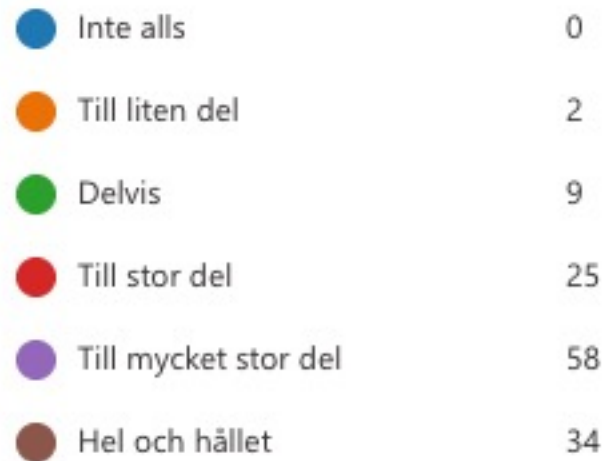 Inte alls 0
Till liten del 2
Delvis 9
Till stor del 25
Till mycket stor del 58
Hel och hållet 34